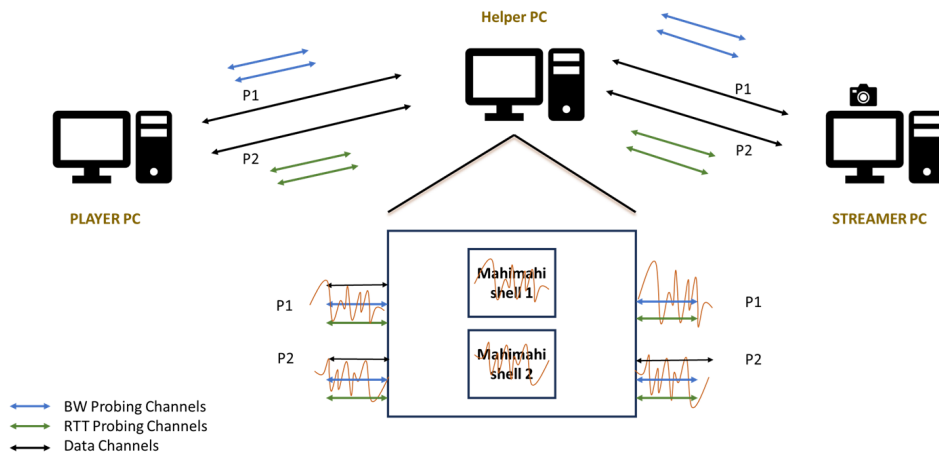 Helper PC
P1
P1
P2
P2
PLAYER PC
STREAMER PC
Mahimahi
shell 1
P1
P1
Mahimahi
shell 2
P2
P2
BW Probing Channels
RTT Probing Channels
Data Channels